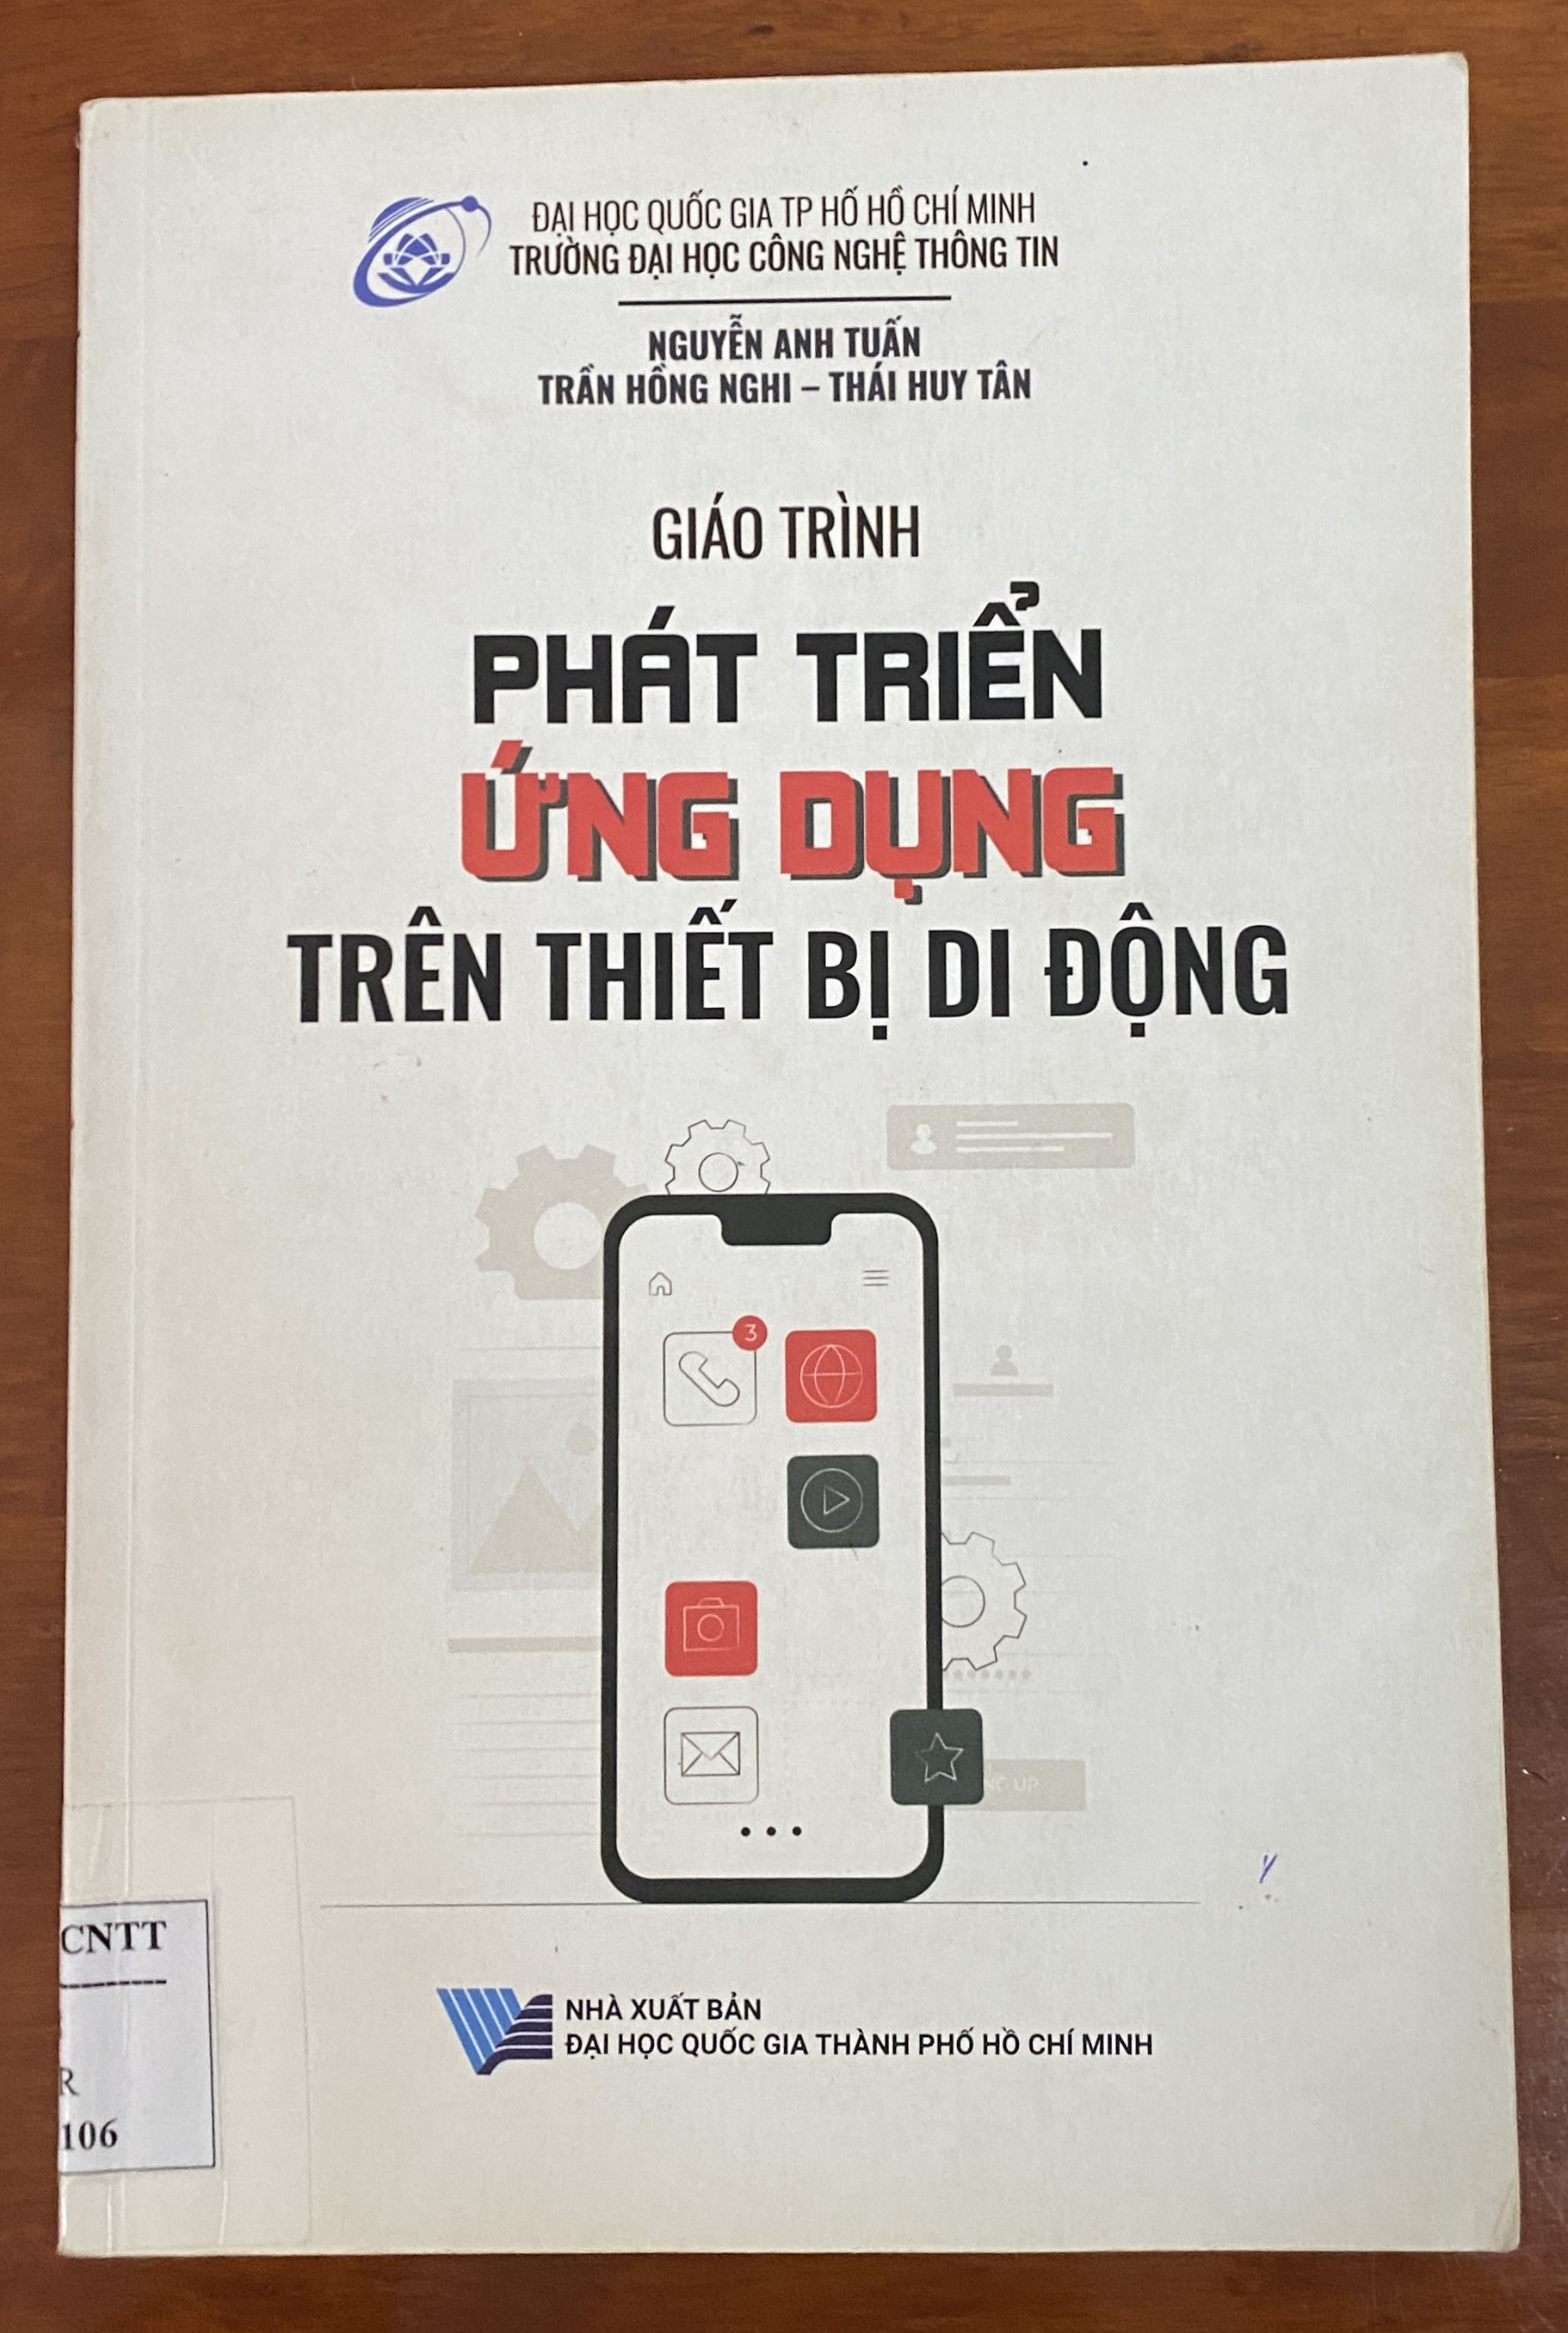 ĐẠI HỌC QUỐC GIA TP HỐ HỒ CHÍ MINH
TRƯỜNG ĐẠI HỌC CÔNG NGHỆ THÔNG TIN
NGUYỄN ANH TUẤN
TRẦN HỒNG NGHI – THÁI HUY TÂN
GIÁO TRÌNH
PHÁT TRIỂN
ỨNG DỤNG
TRÊN THIẾT BỊ DI ĐỘNG
3
UP
CNTT
R
106
NHÀ XUẤT BẢN
ĐẠI HỌC QUỐC GIA THÀNH PHỐ HỒ CHÍ MINH